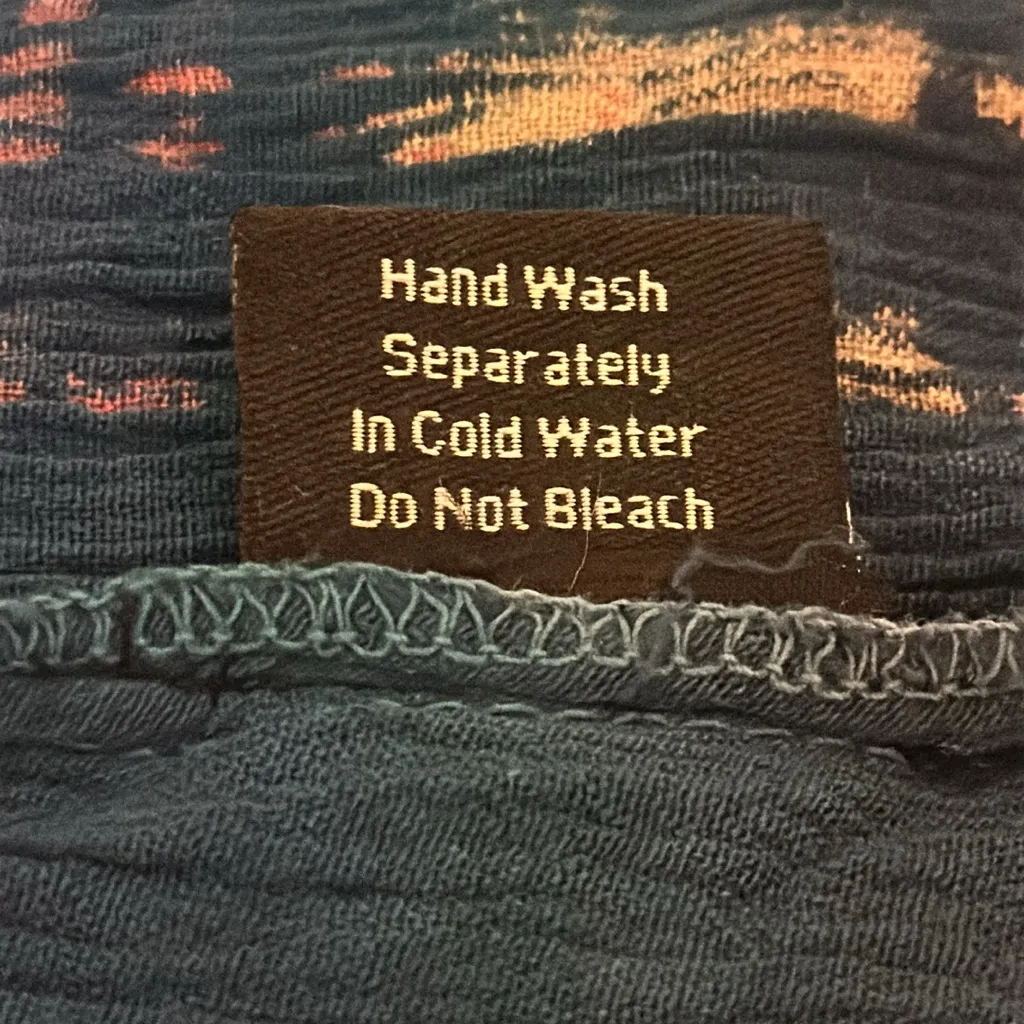 Hand Wash
Separately
In Cold Water
Do Not Bleach